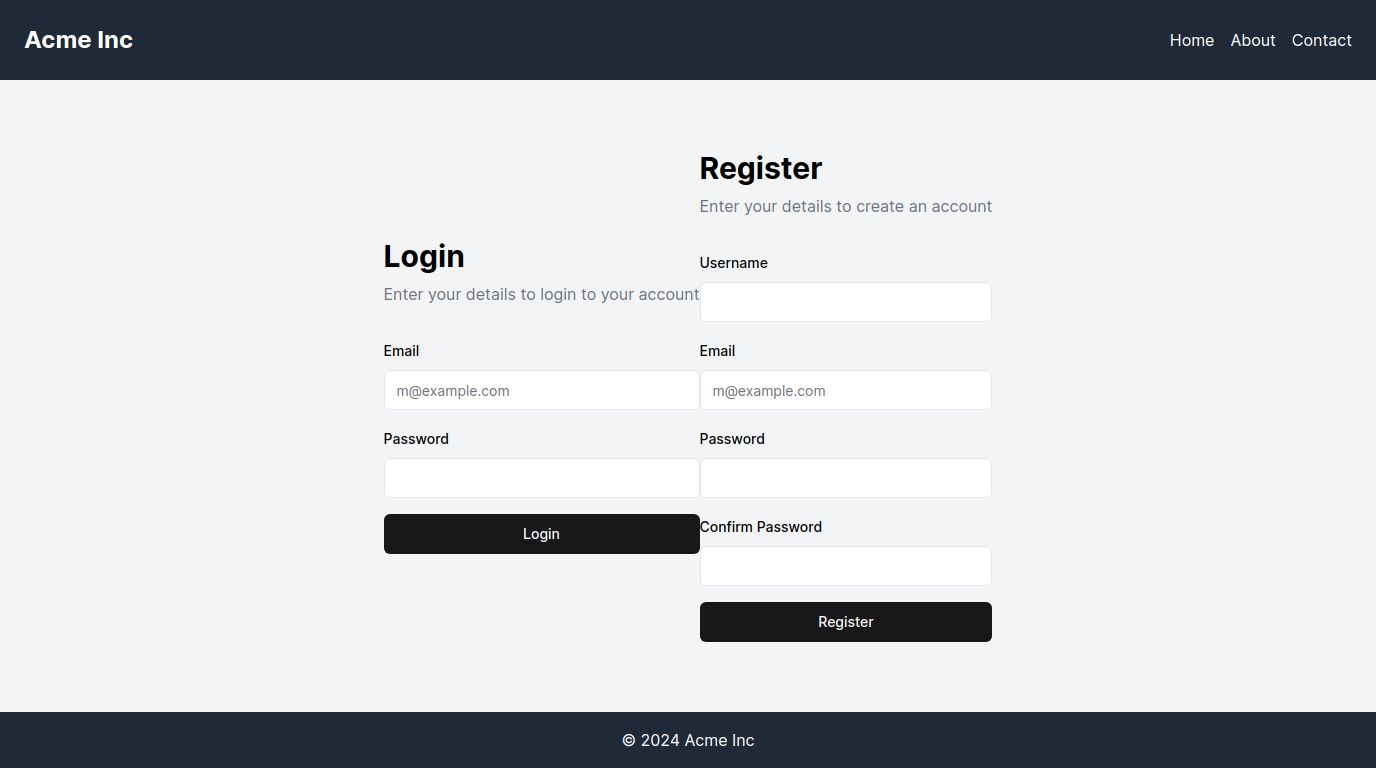 Acme Inc
Home About Contact
Login
Enter your details to login to your account
Email
m@example.com
Password
Login
Register
Enter your details to create an account
Username
Email
m@example.com
Password
Confirm Password
Register
© 2024 Acme Inc